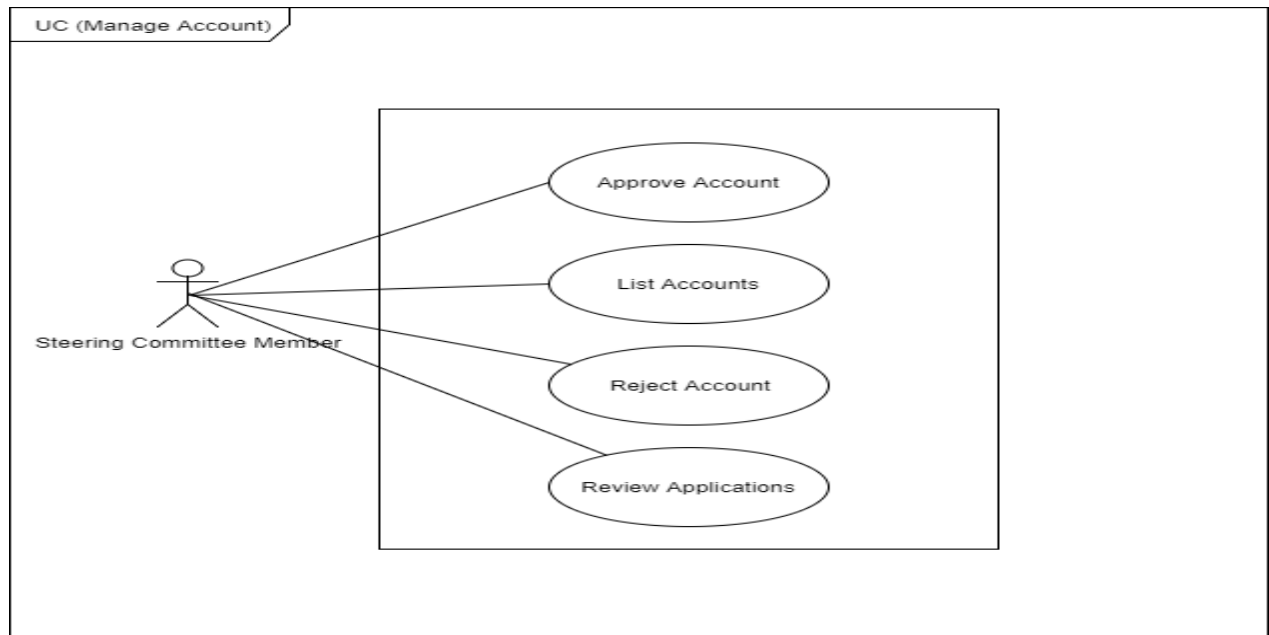 UC (Manage Account)
Approve Account
List Accounts
Steering Committee Member
Reject Account
Review Applications